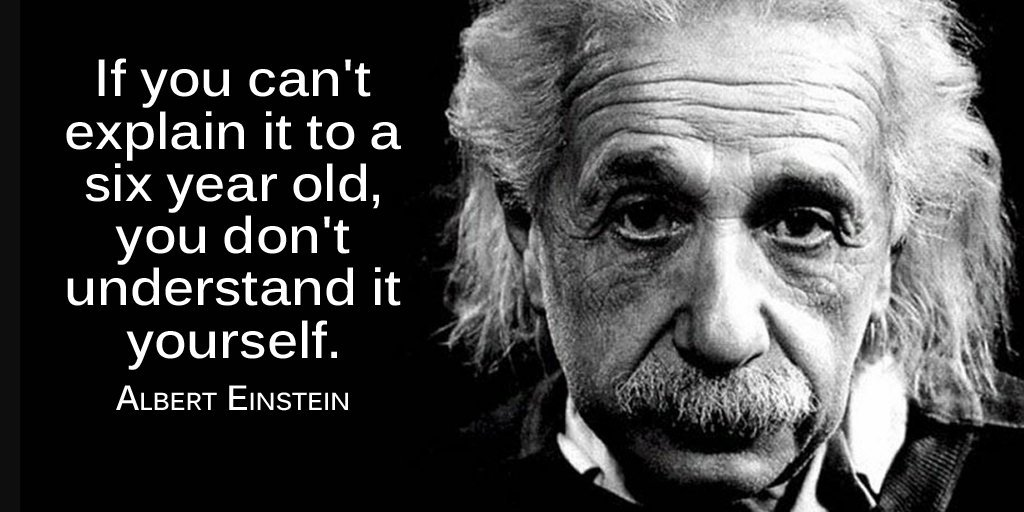 If you can't
explain it to a
six year old,
you don't
understand it
yourself.
Albert Einstein